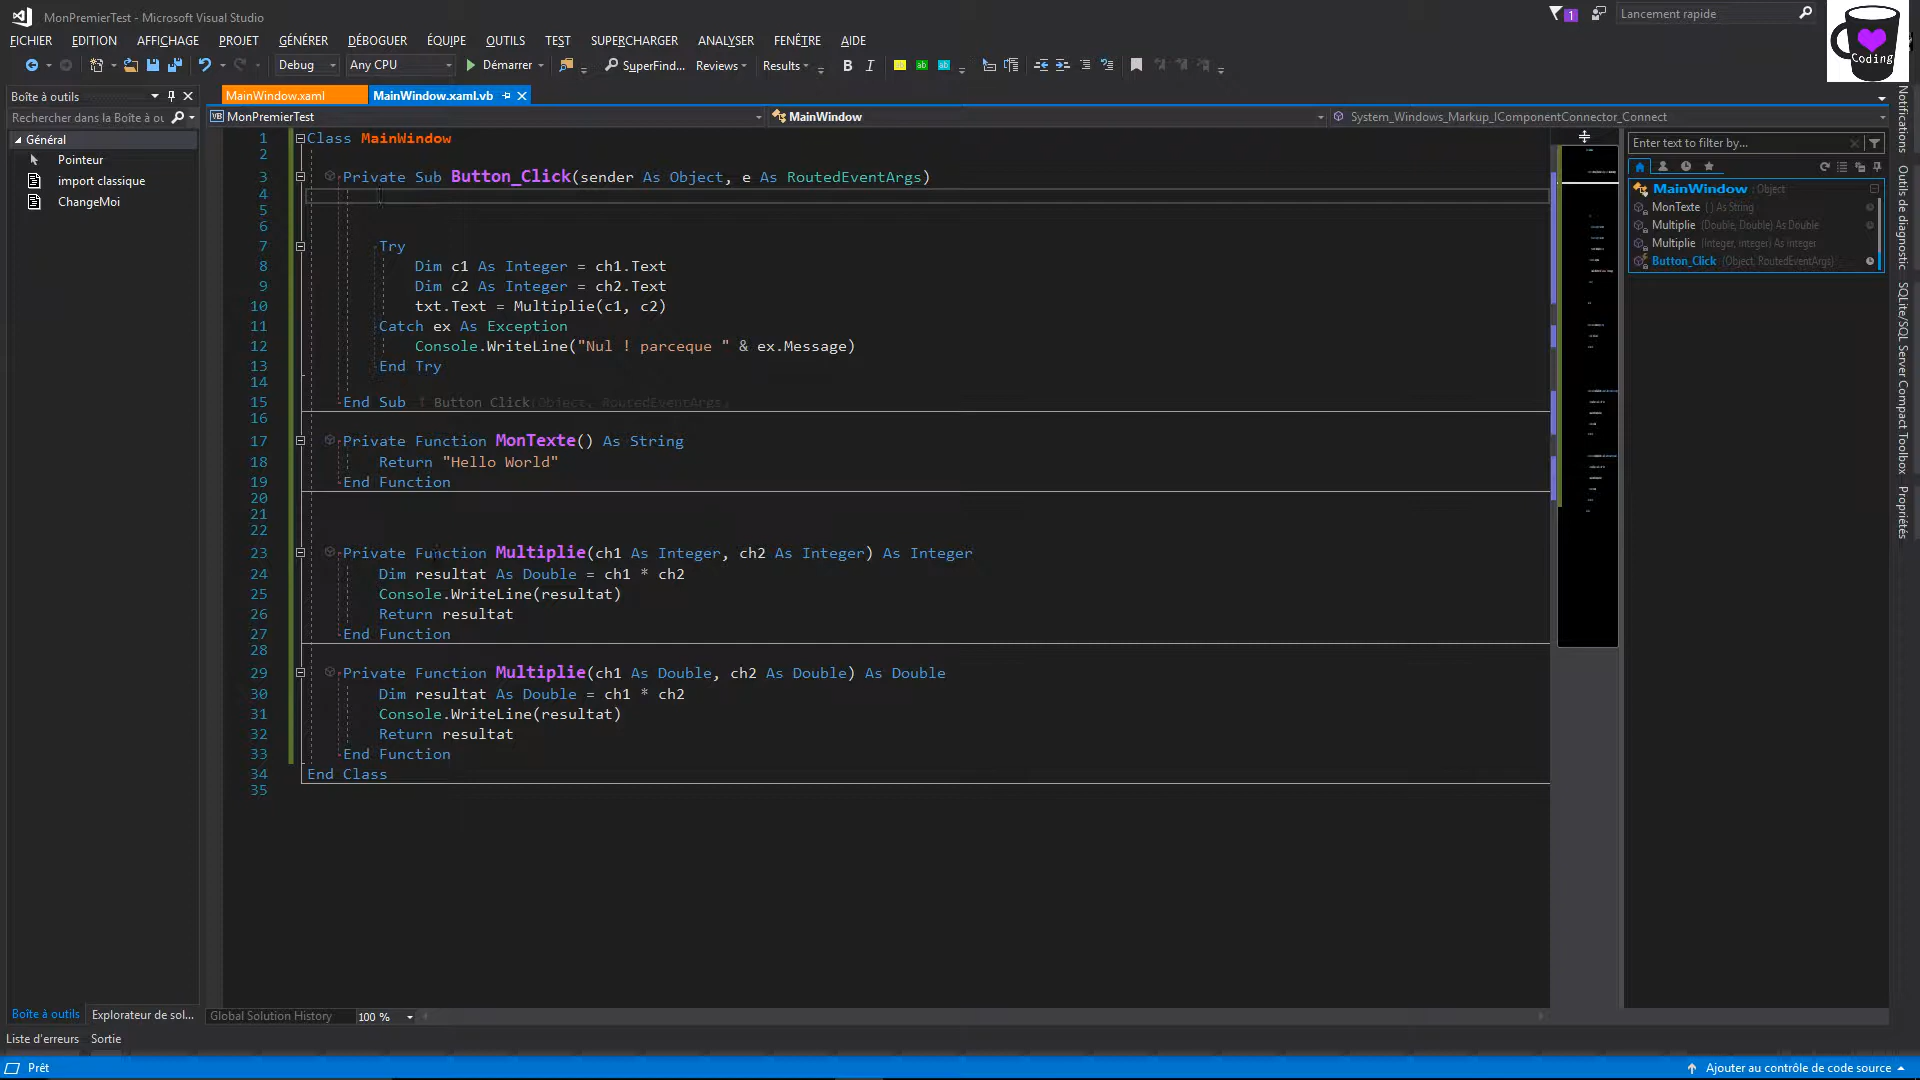 MonPremierTest - Microsoft Visual Studio
1
Lancement rapide
Coding
FICHIER EDITION AFFICHAGE PROJET GÉNÉRER DÉBOGUER ÉQUIPE OUTILS TEST SUPERCHARGER ANALYSER FENÊTRE AIDE
Debug Any CPU Démarrer SuperFind... Reviews Results B I ab ab ab
Boîte à outils
MainWindow.xaml MainWindow.xaml.vb
Rechercher dans la Boîte à ou
VB MonPremierTest MainWindow System_Windows_Markup_IComponentConnector_Connect
Général
Pointeur
import classique
ChangeMoi
1 Class MainWindow
2
3 Private Sub Button_Click(sender As Object, e As RoutedEventArgs)
4
5
6
7 Try
8 Dim c1 As Integer = ch1.Text
9 Dim c2 As Integer = ch2.Text
10 txt.Text = Multiplie(c1, c2)
11 Catch ex As Exception
12 Console.WriteLine("Nul ! parceque " & ex.Message)
13 End Try
14
15 End Sub ↑ Button_Click(Object, RoutedEventArgs)
16
17 Private Function MonTexte() As String
18 Return "Hello World"
19 End Function
20
21
22
23 Private Function Multiplie(ch1 As Integer, ch2 As Integer) As Integer
24 Dim resultat As Double = ch1 * ch2
25 Console.WriteLine(resultat)
26 Return resultat
27 End Function
28
29 Private Function Multiplie(ch1 As Double, ch2 As Double) As Double
30 Dim resultat As Double = ch1 * ch2
31 Console.WriteLine(resultat)
32 Return resultat
33 End Function
34 End Class
35
Enter text to filter by...
MainWindow : Object
MonTexte ( ) As String
Multiplie (Double, Double) As Double
Multiplie (Integer, integer) As integer
Button_Click (Object, RoutedEventArgs)
Notifications
Outils de diagnostic
SQLite/SQL Server Compact Toolbox
Propriétés
Boîte à outils Explorateur de sol... Global Solution History 100 %
Liste d'erreurs Sortie
Prêt
Ajouter au contrôle de code source